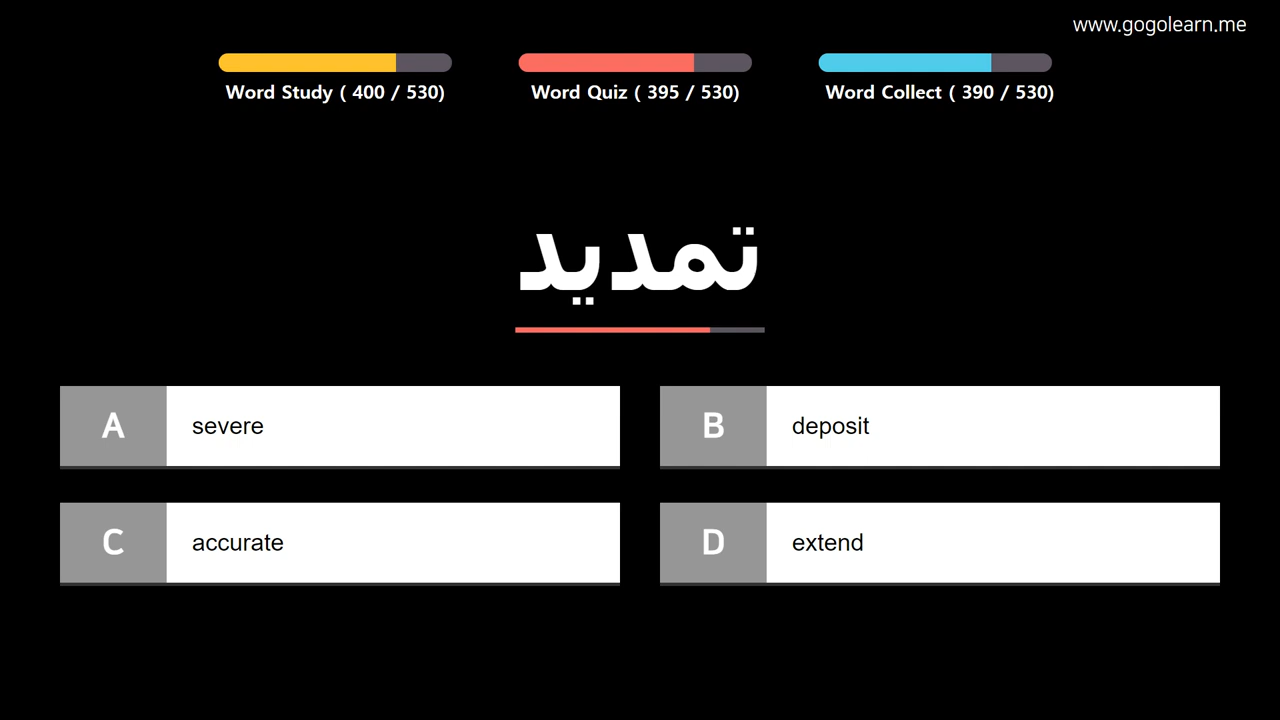 www.gogolearn.me
Word Study ( 400 / 530)
Word Quiz ( 395 / 530)
Word Collect ( 390 / 530)
تمديد
A severe
B deposit
C accurate
D extend